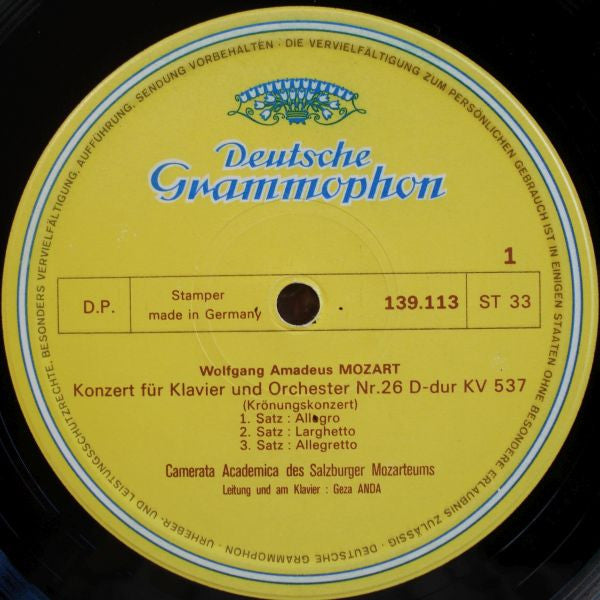 BESONDERS VERVIELFÄLTIGUNG, AUFFÜHRUNG, SENDUNG VORBEHALTEN · DIE VERVIELFÄLTIGUNG ZUM PERSÖNLICHEN GEBRAUCH IST IN EINIGEN STAATEN OHNE BESONDERE ERLAUBNIS ZULÄSSIG · DEUTSCHE GRAMMOPHON · URHEBER- UND LEISTUNGSSCHUTZRECHTE,
Deutsche
Grammophon
1
D.P.
Stamper
made in Germany
139.113
ST 33
Wolfgang Amadeus MOZART
Konzert für Klavier und Orchester Nr.26 D-dur KV 537
(Krönungskonzert)
1. Satz : Allegro
2. Satz : Larghetto
3. Satz : Allegretto
Camerata Academica des Salzburger Mozarteums
Leitung und am Klavier : Geza ANDA